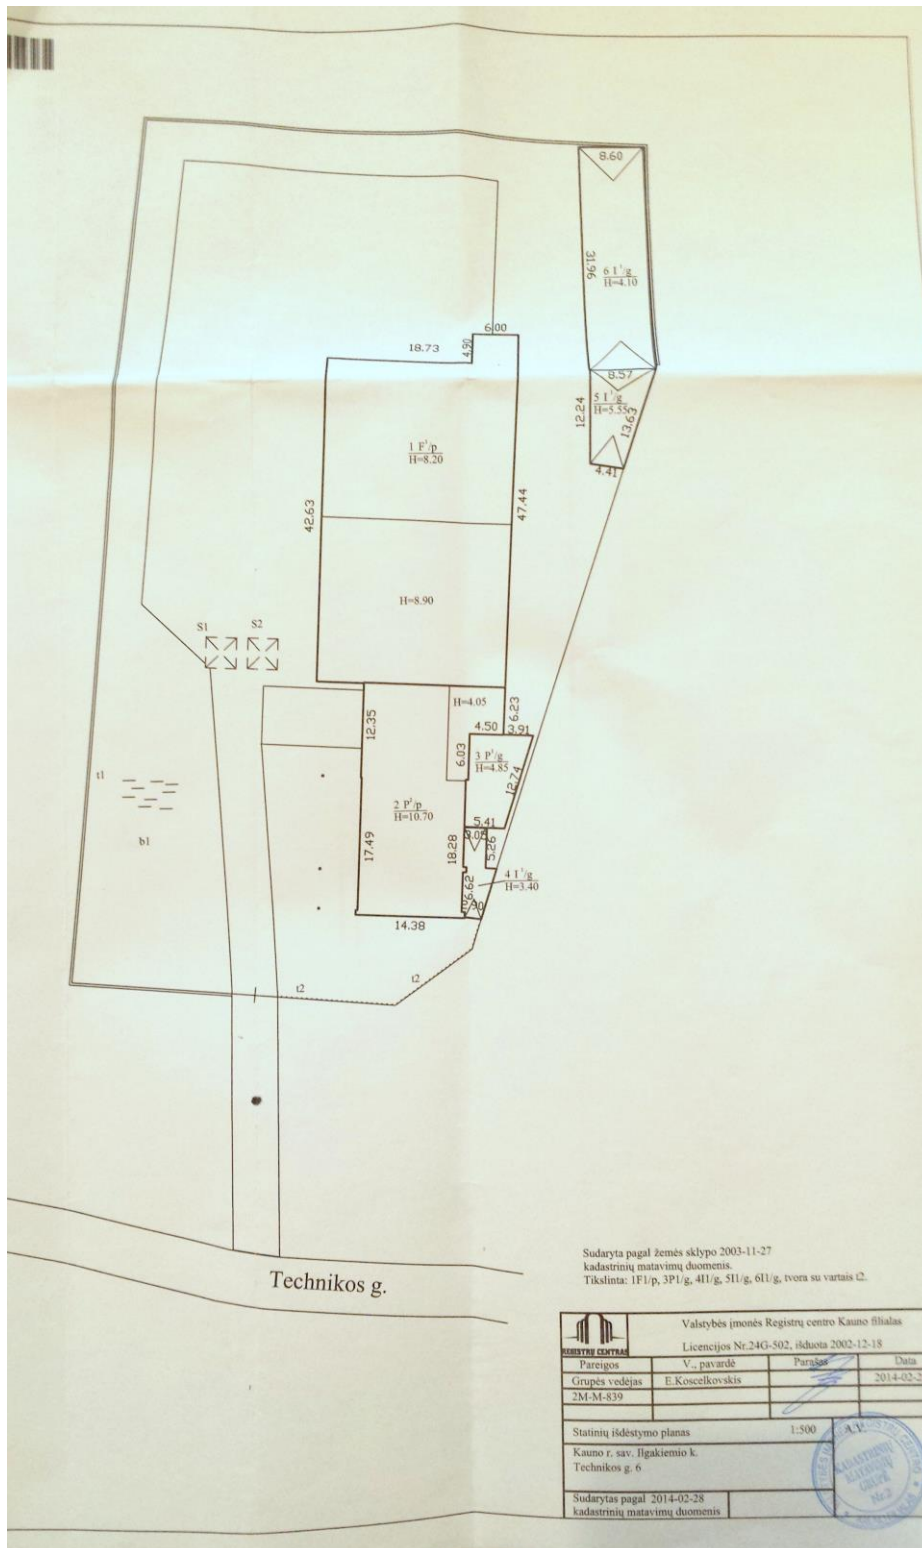 8.60
31.96
6 I¹/g
H=4.10
6.00
4.90
18.73
8.57
5 I¹/g
H=5.55
12.24
13.63
4.41
1 F¹/p
H=8.20
42.63
47.44
H=8.90
S1
S2
H=4.05
12.35
6.23
4.50
3.91
6.03
3 P¹/g
H=4.85
12.74
t1
2 P²/p
H=10.70
b1
5.41
17.49
18.28
5.26
4 I¹/g
H=3.40
6.62
14.38
t2
t2
Technikos g.
Sudaryta pagal žemės sklypo 2003-11-27
kadastrinių matavimų duomenis.
Tikslinta: 1F1/p, 3P1/g, 4I1/g, 5I1/g, 6I1/g, tvora su vartais t2.
REGISTRŲ CENTRAS
Valstybės įmonės Registrų centro Kauno filialas
Licencijos Nr.24G-502, išduota 2002-12-18
Pareigos V., pavardė Parašas Data
Grupės vedėjas E.Koscelkovskis 2014-02-2
2M-M-839
Statinių išdėstymo planas 1:500 A.V.
Kauno r. sav. Ilgakiemio k.
Technikos g. 6
Sudarytas pagal 2014-02-28
kadastrinių matavimų duomenis
KADASTRINIŲ
MATAVIMŲ
GRUPĖ
Nr.2